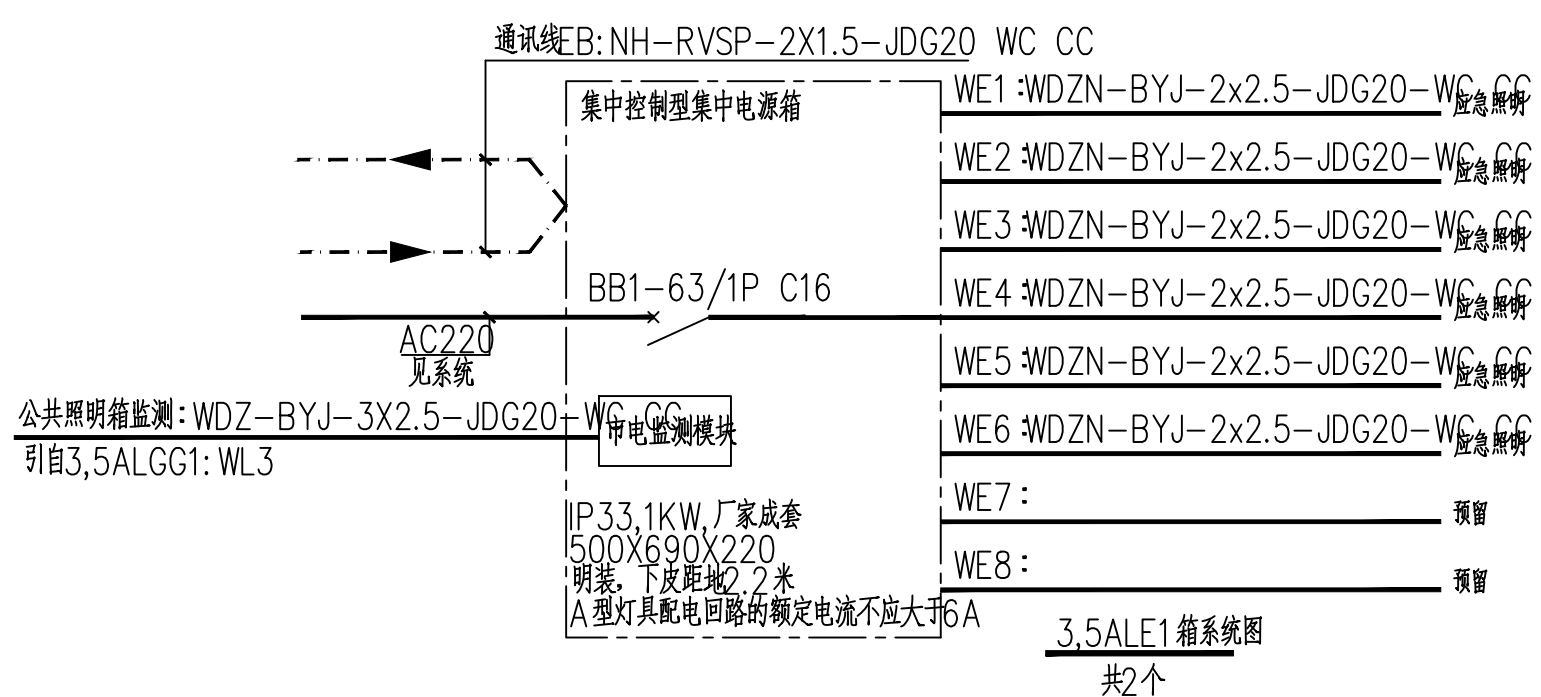 通讯线EB:NH-RVSP-2X1.5-JDG20 WC CC
集中控制型集中电源箱
WE1:WDZN-BYJ-2x2.5-JDG20-WC CC 应急照明
WE2:WDZN-BYJ-2x2.5-JDG20-WC CC 应急照明
WE3:WDZN-BYJ-2x2.5-JDG20-WC CC 应急照明
BB1-63/1P C16
WE4:WDZN-BYJ-2x2.5-JDG20-WC CC 应急照明
AC220
见系统
WE5:WDZN-BYJ-2x2.5-JDG20-WC CC 应急照明
公共照明箱监测:WDZ-BYJ-3X2.5-JDG20-WC CC
市电监测模块
引自3,5ALGG1:WL3
WE6:WDZN-BYJ-2x2.5-JDG20-WC CC 应急照明
WE7: 预留
WE8: 预留
IP33,1KW,厂家成套
500X690X220
明装,下皮距地2.2米
A型灯具配电回路的额定电流不应大于6A
3,5ALE1箱系统图
共2个